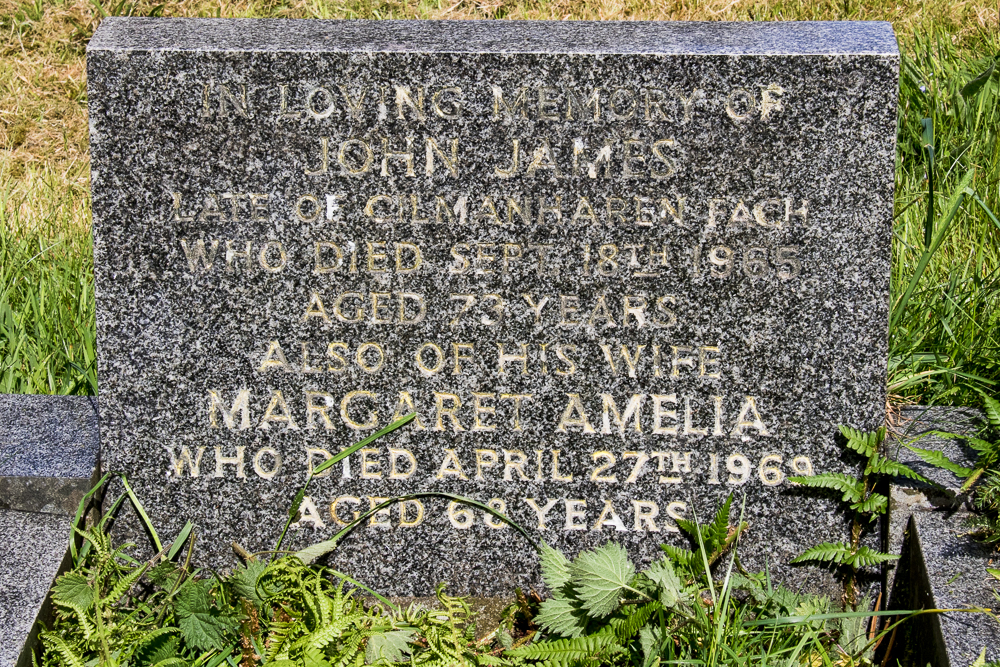 IN LOVING MEMORY OF
JOHN JAMES
LATE OF GILMANHAREN FACH
WHO DIED SEPT. 18TH 1965
AGED 73 YEARS
ALSO OF HIS WIFE
MARGARET AMELIA
WHO DIED APRIL 27TH 1969
AGED 68 YEARS